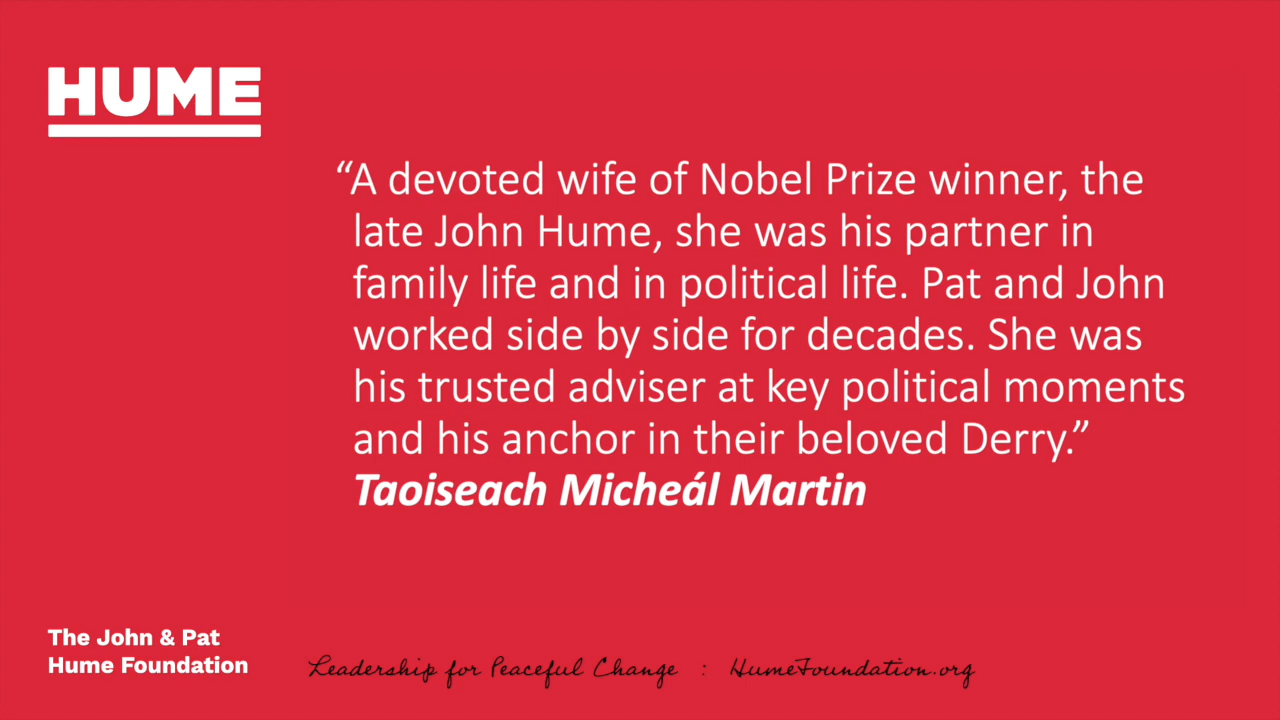 HUME
“A devoted wife of Nobel Prize winner, the
late John Hume, she was his partner in
family life and in political life. Pat and John
worked side by side for decades. She was
his trusted adviser at key political moments
and his anchor in their beloved Derry.”
Taoiseach Micheál Martin
The John & Pat
Hume Foundation
Leadership for Peaceful Change : HumeFoundation.org